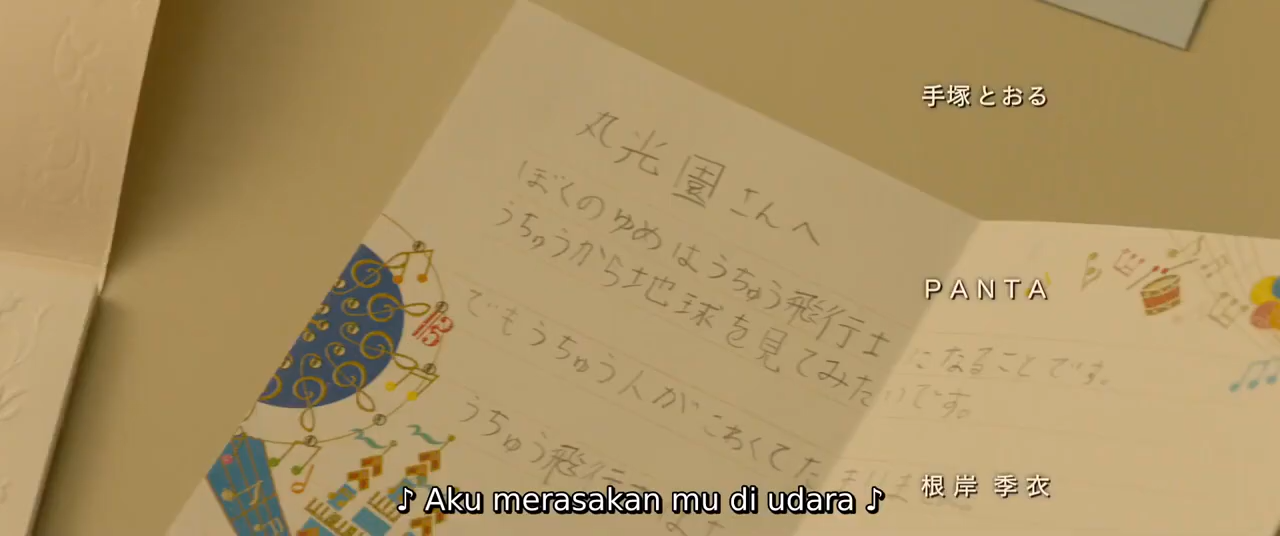 丸光園さんへ
ぼくのゆめはうちゅう飛行士になることです。
うちゅうから地球を見てみたいです。
でもうちゅう人がこわくてた
うちゅう飛行士
手塚とおる
PANTA
根岸 季衣
♪ Aku merasakan mu di udara ♪